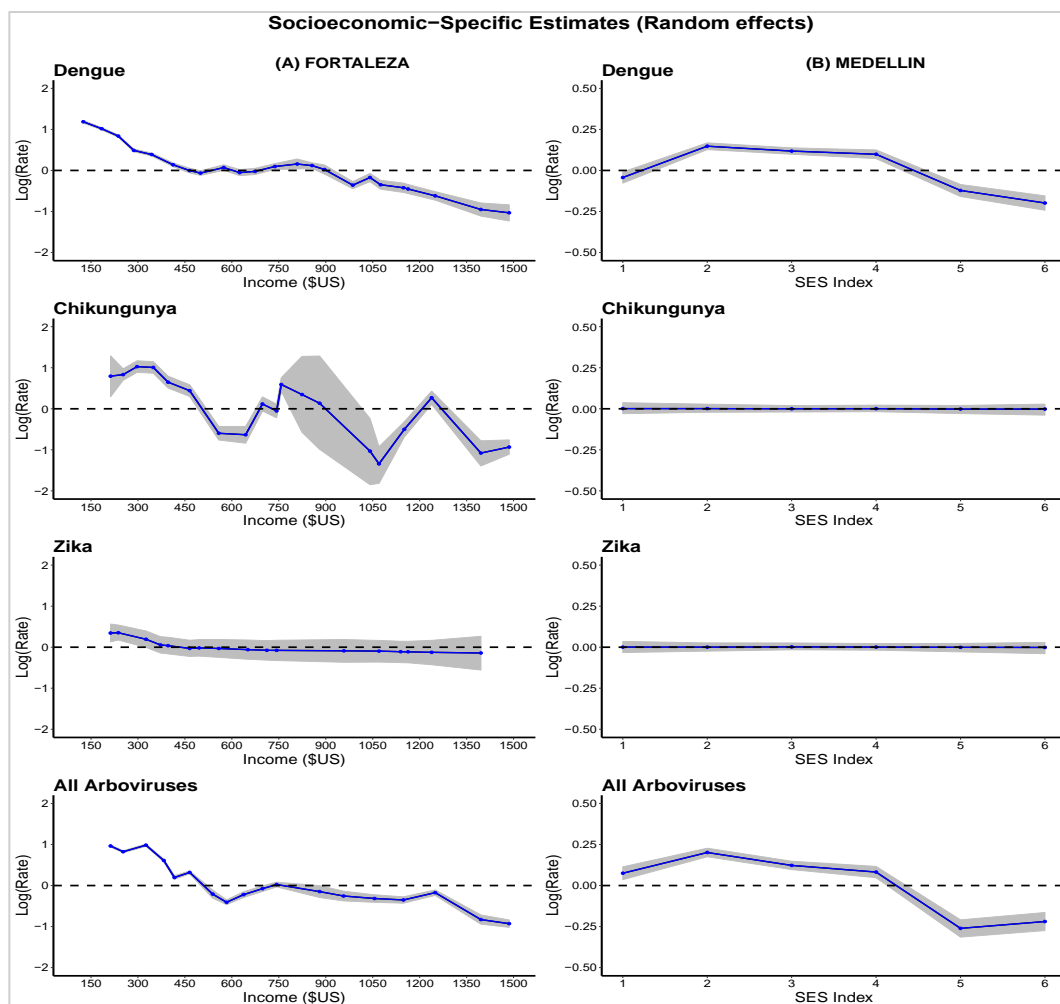 Socioeconomic−Specific Estimates (Random effects)
(A) FORTALEZA
(B) MEDELLIN
Dengue
Log(Rate)
2
1
0
−1
−2
150 300 450 600 750 900 1050 1200 1350 1500
Income ($US)
Dengue
Log(Rate)
0.50
0.25
0.00
−0.25
−0.50
1 2 3 4 5 6
SES Index
Chikungunya
Log(Rate)
2
1
0
−1
−2
150 300 450 600 750 900 1050 1200 1350 1500
Income ($US)
Chikungunya
Log(Rate)
0.50
0.25
0.00
−0.25
−0.50
1 2 3 4 5 6
SES Index
Zika
Log(Rate)
2
1
0
−1
−2
150 300 450 600 750 900 1050 1200 1350 1500
Income ($US)
Zika
Log(Rate)
0.50
0.25
0.00
−0.25
−0.50
1 2 3 4 5 6
SES Index
All Arboviruses
Log(Rate)
2
1
0
−1
−2
150 300 450 600 750 900 1050 1200 1350 1500
Income ($US)
All Arboviruses
Log(Rate)
0.50
0.25
0.00
−0.25
−0.50
1 2 3 4 5 6
SES Index